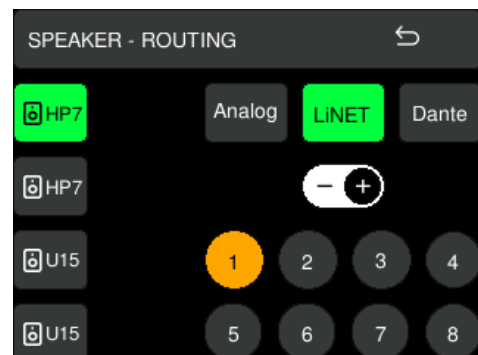 SPEAKER - ROUTING
HP7 Analog LiNET Dante
HP7 - +
U15 1 2 3 4
U15 5 6 7 8